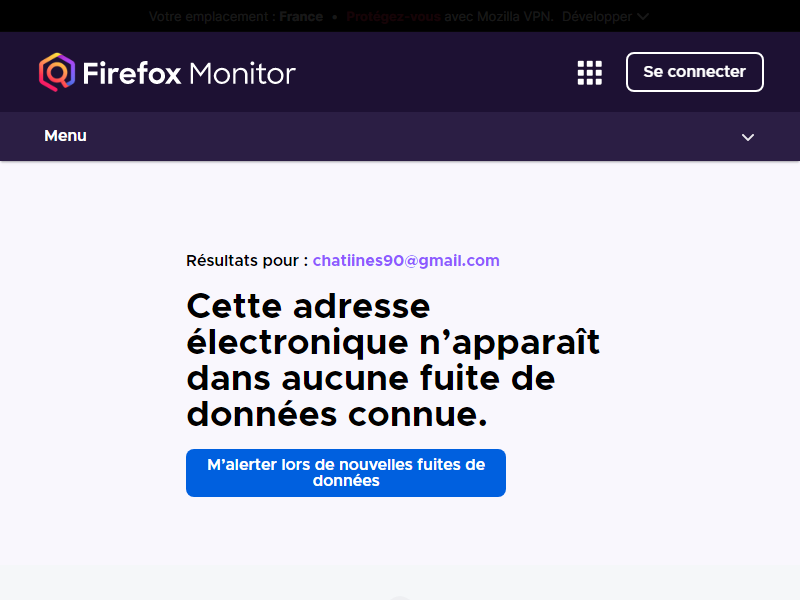 Votre emplacement : France • Protégez-vous avec Mozilla VPN. Développer
Firefox Monitor
Se connecter
Menu
Résultats pour : chatiines90@gmail.com
Cette adresse
électronique n’apparaît
dans aucune fuite de
données connue.
M’alerter lors de nouvelles fuites de
données